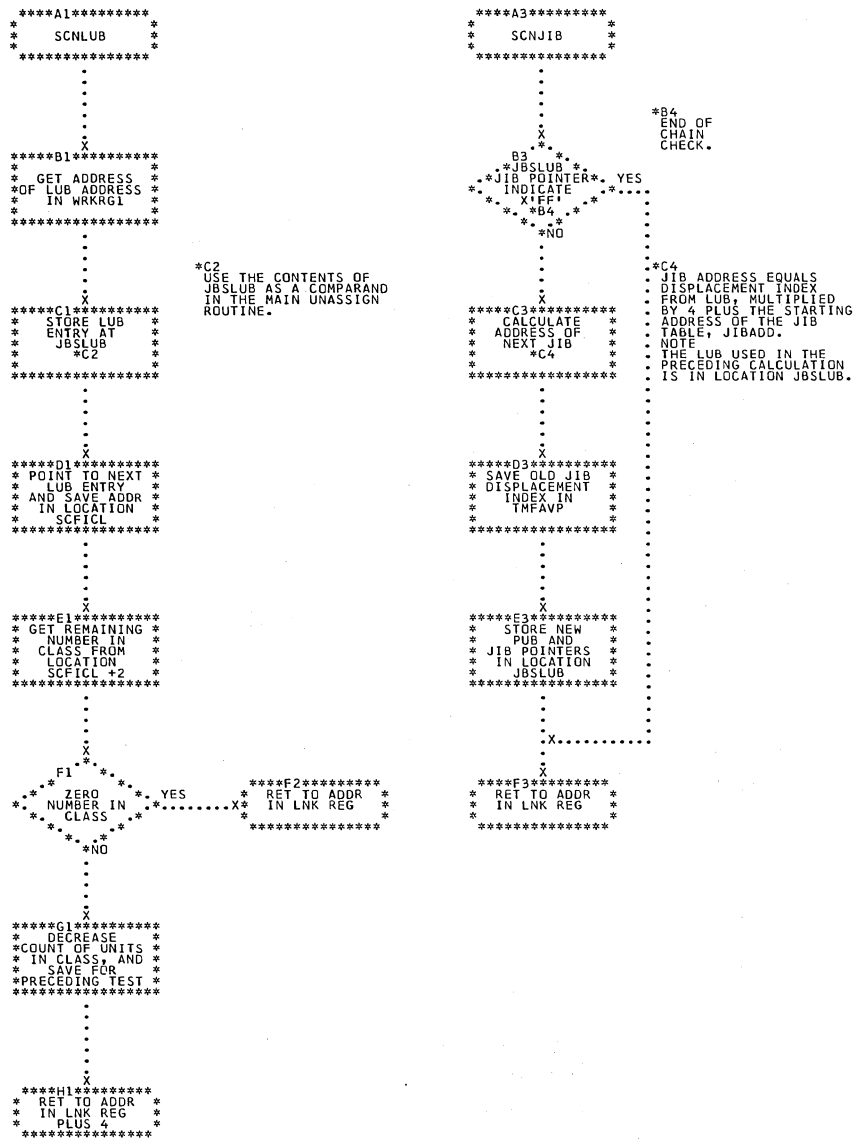 ****A1*********
SCNLUB
***************
*****B1**********
GET ADDRESS
*OF LUB ADDRESS *
IN WRKRG1
*****************
*C2
USE THE CONTENTS OF
JBSLUB AS A COMPARAND
IN THE MAIN UNASSIGN
ROUTINE.
*****C1**********
* STORE LUB *
* ENTRY AT *
* JBSLUB *
* *C2 *
*****************
*****D1**********
* POINT TO NEXT *
* LUB ENTRY *
* AND SAVE ADDR *
* IN LOCATION *
* SCFICL *
*****************
*****E1**********
* GET REMAINING *
* NUMBER IN *
* CLASS FROM *
* LOCATION *
* SCFICL +2 *
*****************
F1
ZERO
NUMBER IN
CLASS
YES
*NO
****F2*********
* RET TO ADDR *
* IN LNK REG *
***************
*****G1**********
* DECREASE *
*COUNT OF UNITS *
* IN CLASS, AND *
* SAVE FOR *
*PRECEDING TEST *
*****************
****H1*********
* RET TO ADDR *
* IN LNK REG *
* PLUS 4 *
***************
****A3*********
SCNJIB
***************
*B4
END OF
CHAIN
CHECK.
B3
JBSLUB
JIB POINTER
INDICATE
X'FF'
*B4
YES
*NO
*C4
JIB ADDRESS EQUALS
DISPLACEMENT INDEX
FROM LUB, MULTIPLIED
BY 4 PLUS THE STARTING
ADDRESS OF THE JIB
TABLE, JIBADD.
NOTE
THE LUB USED IN THE
PRECEDING CALCULATION
IS IN LOCATION JBSLUB.
*****C3**********
* CALCULATE *
* ADDRESS OF *
* NEXT JIB *
* *C4 *
*****************
*****D3**********
* SAVE OLD JIB *
* DISPLACEMENT *
* INDEX IN *
* TMFAVP *
*****************
*****E3**********
* STORE NEW *
* PUB AND *
* JIB POINTERS *
* IN LOCATION *
* JBSLUB *
*****************
****F3*********
* RET TO ADDR *
* IN LNK REG *
***************